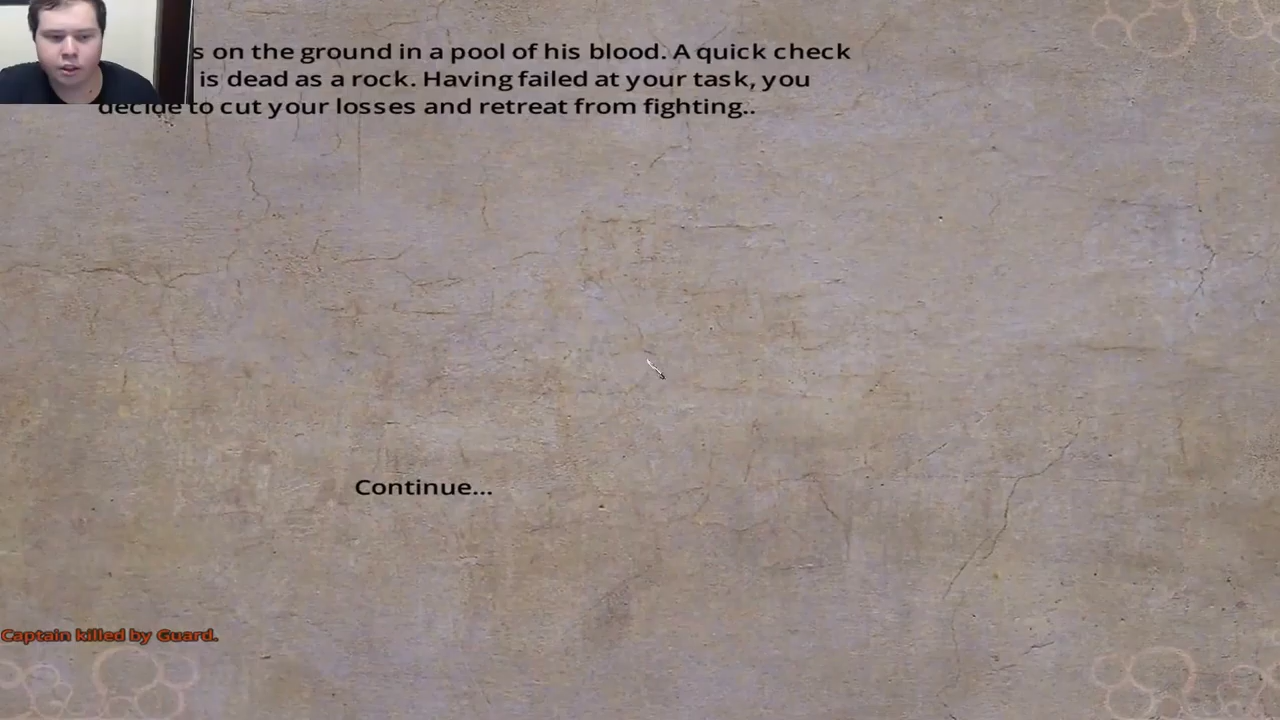 s on the ground in a pool of his blood. A quick check
is dead as a rock. Having failed at your task, you
decide to cut your losses and retreat from fighting..
Continue...
Captain killed by Guard.